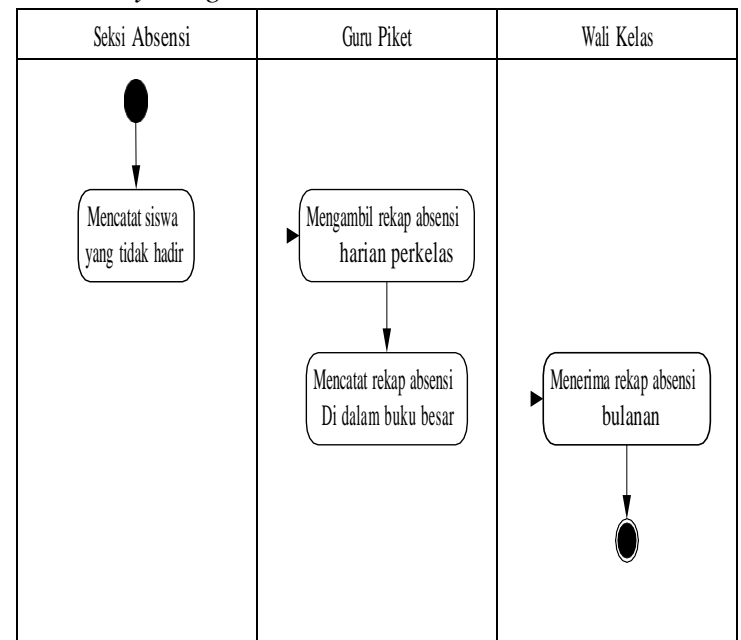 Seksi Absensi
Guru Piket
Wali Kelas
Mencatat siswa
yang tidak hadir
Mengambil rekap absensi
harian perkelas
Mencatat rekap absensi
Di dalam buku besar
Menerima rekap absensi
bulanan